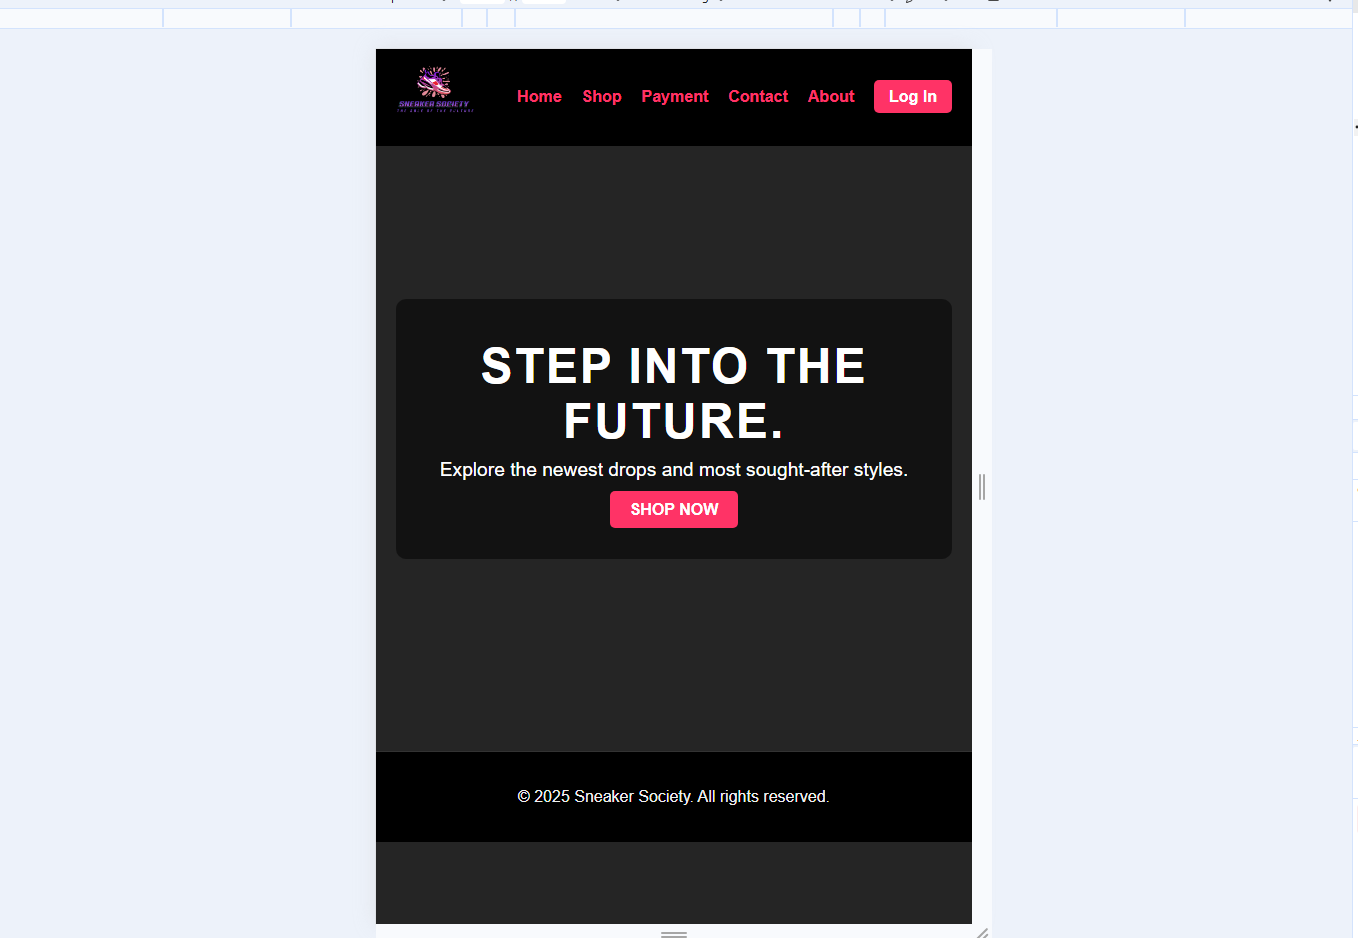 SNEAKER SOCIETY
Home Shop Payment Contact About Log In
STEP INTO THE
FUTURE.
Explore the newest drops and most sought-after styles.
SHOP NOW
© 2025 Sneaker Society. All rights reserved.